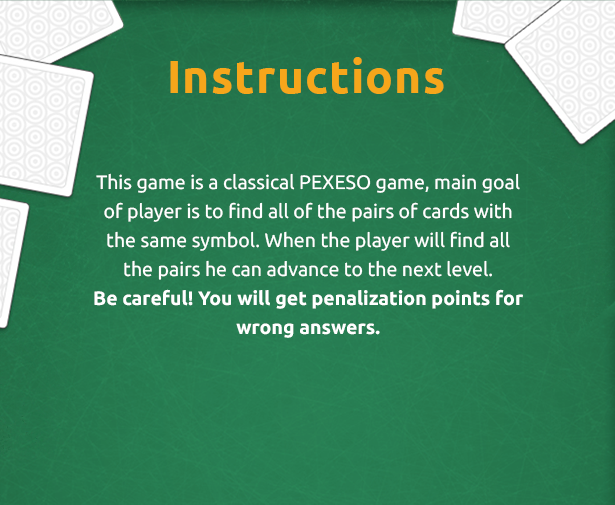 Instructions
This game is a classical PEXESO game, main goal
of player is to find all of the pairs of cards with
the same symbol. When the player will find all
the pairs he can advance to the next level.
Be careful! You will get penalization points for
wrong answers.